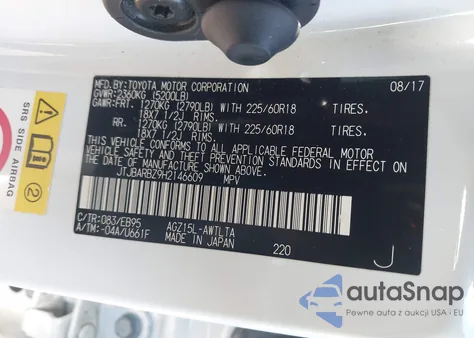 MFD. BY: TOYOTA MOTOR CORPORATION 08/17
GVWR: 2360KG (5200LB)
GAWR: FRT. 1270KG (2790LB) WITH 225/60R18 TIRES.
18X7 1/2J RIMS.
RR. 1270KG (2790LB) WITH 225/60R18 TIRES.
18X7 1/2J RIMS.
THIS VEHICLE CONFORMS TO ALL APPLICABLE FEDERAL MOTOR
VEHICLE SAFETY STANDARDS IN EFFECT ON
THE DATE OF MANUFACTURE SHOWN ABOVE.
JTJBARBZ9H2146609 MPV
C/TR: 083/EB95 AGZ15L-AWTLTA
A/TM: -04A/U661F MADE IN JAPAN 220 J
SRS SIDE AIRBAG
2
autaSnap
Pewne auta z aukcji USA i EU